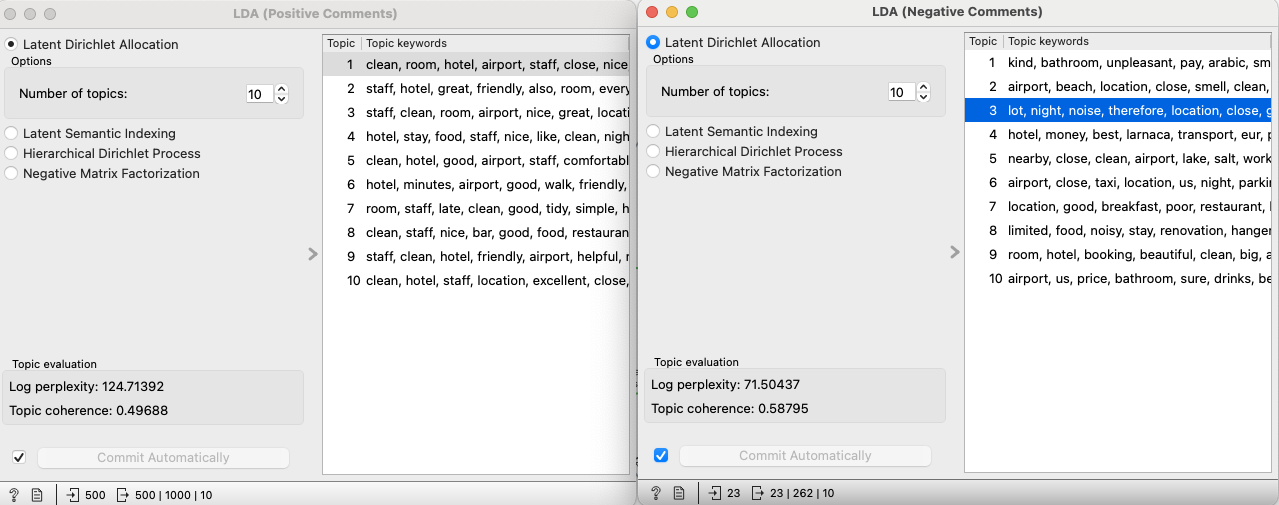 LDA (Positive Comments)
Latent Dirichlet Allocation
Options
Number of topics: 10
Latent Semantic Indexing
Hierarchical Dirichlet Process
Negative Matrix Factorization
Topic evaluation
Log perplexity: 124.71392
Topic coherence: 0.49688
Commit Automatically
500
500 | 1000 | 10
Topic Topic keywords
1 clean, room, hotel, airport, staff, close, nice,
2 staff, hotel, great, friendly, also, room, every
3 staff, clean, room, airport, nice, great, locati
4 hotel, stay, food, staff, nice, like, clean, nigh
5 clean, hotel, good, airport, staff, comfortabl
6 hotel, minutes, airport, good, walk, friendly,
7 room, staff, late, clean, good, tidy, simple, h
8 clean, staff, nice, bar, good, food, restauran
9 staff, clean, hotel, friendly, airport, helpful, r
10 clean, hotel, staff, location, excellent, close,
LDA (Negative Comments)
Latent Dirichlet Allocation
Options
Number of topics: 10
Latent Semantic Indexing
Hierarchical Dirichlet Process
Negative Matrix Factorization
Topic evaluation
Log perplexity: 71.50437
Topic coherence: 0.58795
Commit Automatically
23
23 | 262 | 10
Topic Topic keywords
1 kind, bathroom, unpleasant, pay, arabic, sm
2 airport, beach, location, close, smell, clean,
3 lot, night, noise, therefore, location, close, g
4 hotel, money, best, larnaca, transport, eur, p
5 nearby, close, clean, airport, lake, salt, work
6 airport, close, taxi, location, us, night, parki
7 location, good, breakfast, poor, restaurant, l
8 limited, food, noisy, stay, renovation, hanger
9 room, hotel, booking, beautiful, clean, big, a
10 airport, us, price, bathroom, sure, drinks, be